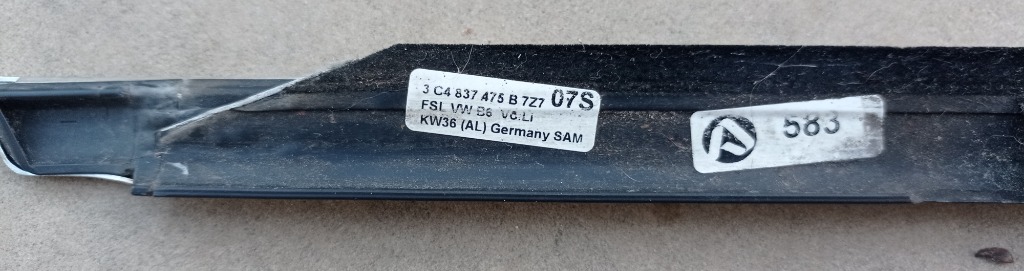 3 C4 837 475 B 7Z7 07S
FSL VW B6 Vo.Li
KW36 (AL) Germany SAM
583